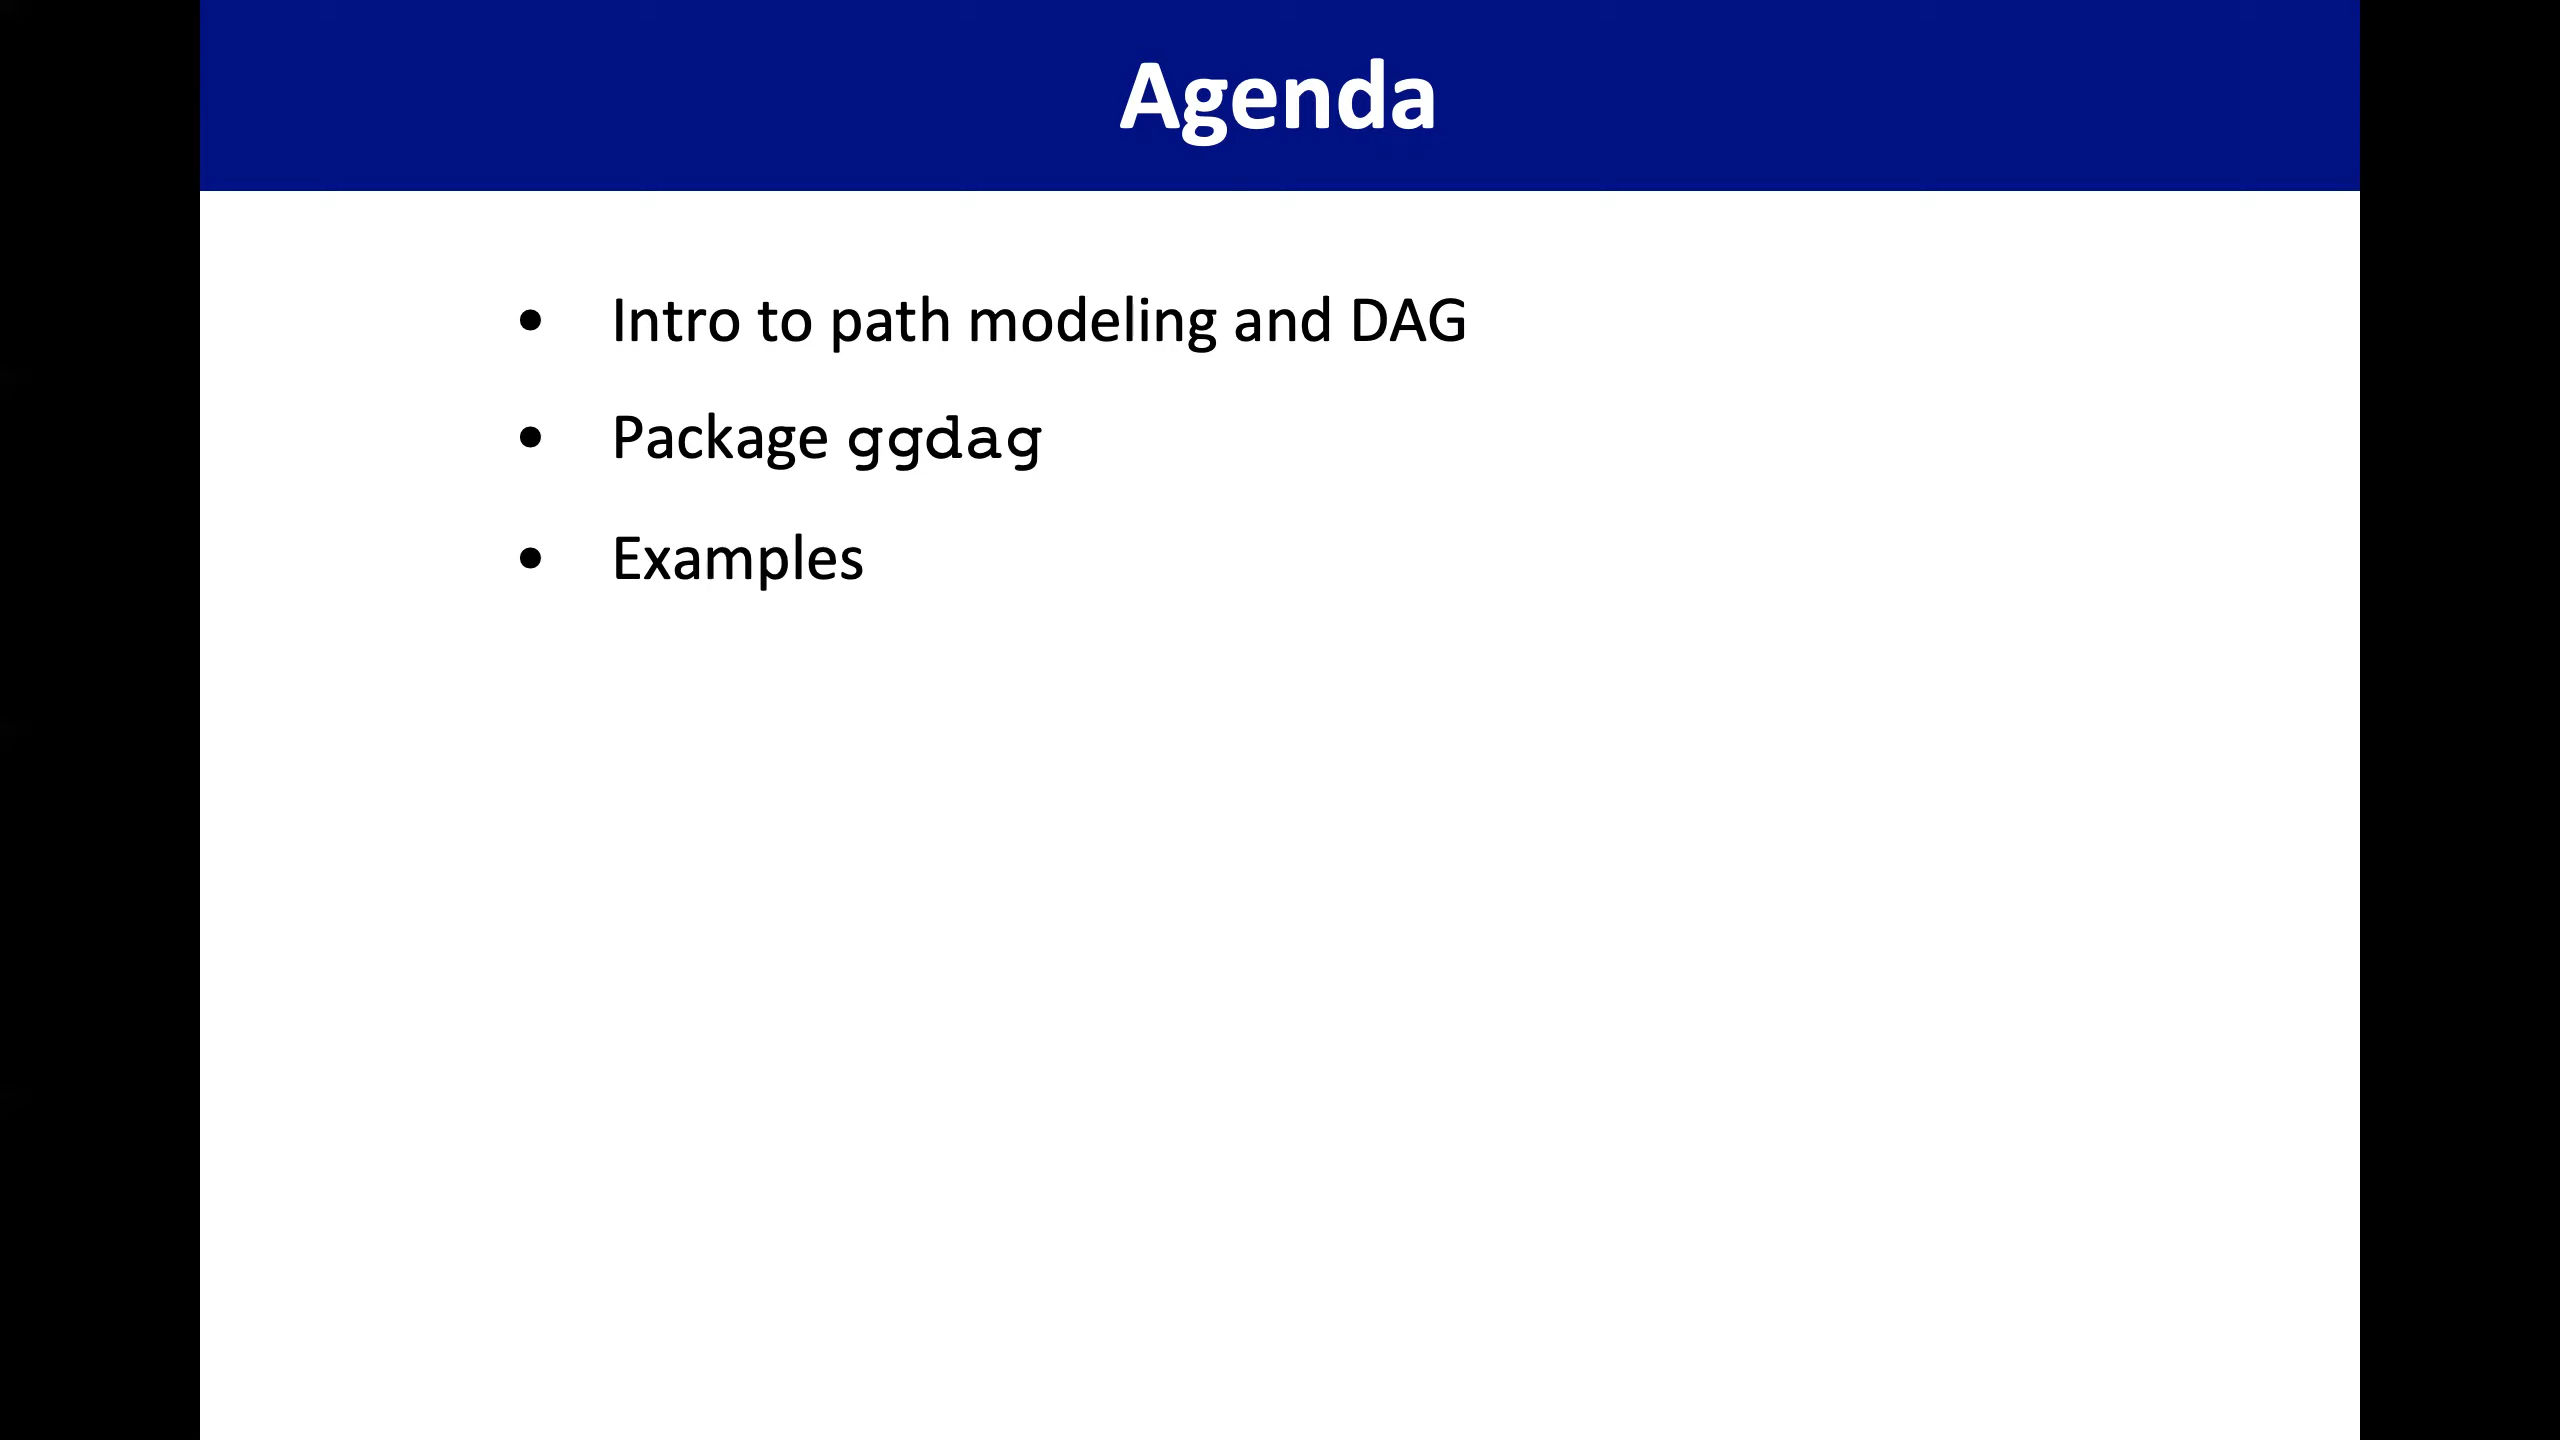 Agenda
• Intro to path modeling and DAG
• Package ggdag
• Examples